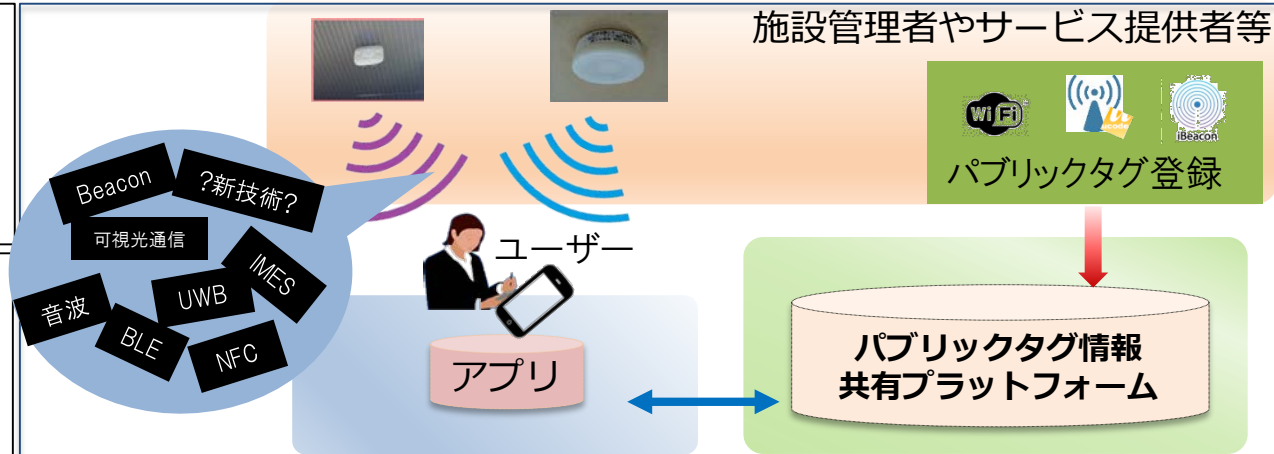 施設管理者やサービス提供者等
WiFi
ucode
iBeacon
パブリックタグ登録
Beacon
?新技術?
可視光通信
IMES
UWB
音波
BLE
NFC
ユーザー
アプリ
パブリックタグ情報
共有プラットフォーム